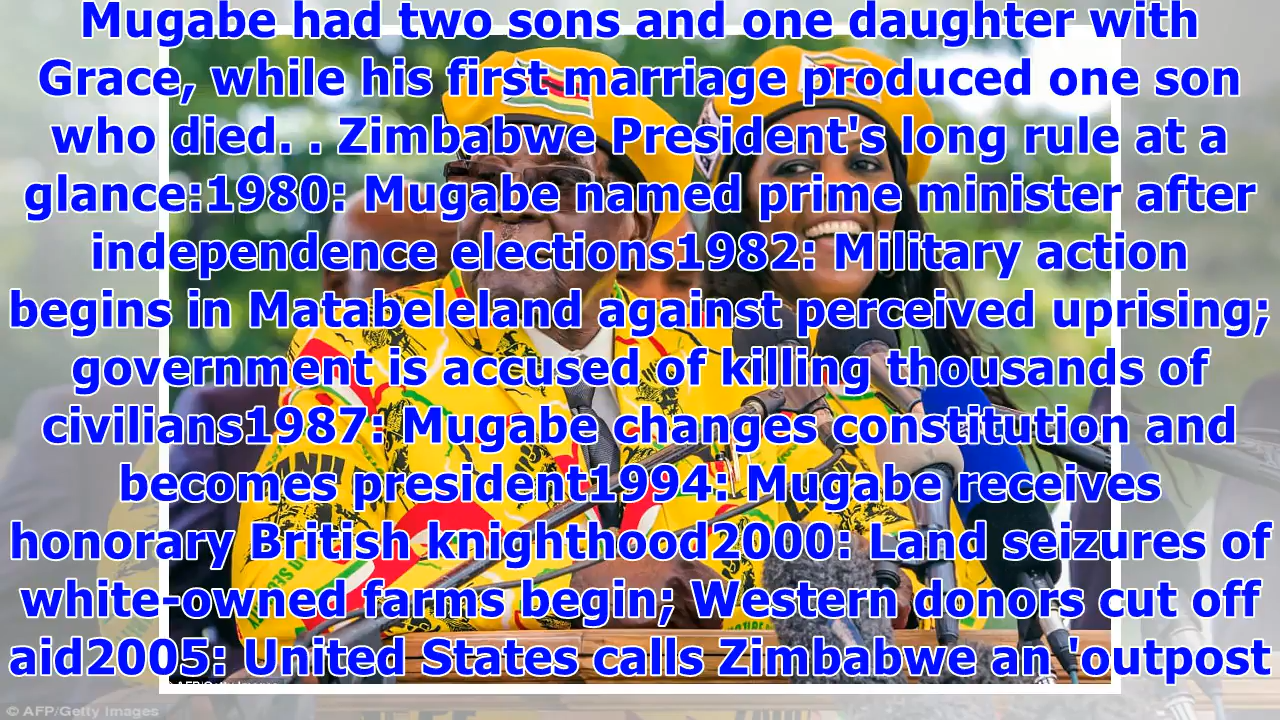 Mugabe had two sons and one daughter with
Grace, while his first marriage produced one son
who died. . Zimbabwe President's long rule at a
glance:1980: Mugabe named prime minister after
independence elections1982: Military action
begins in Matabeleland against perceived uprising;
government is accused of killing thousands of
civilians1987: Mugabe changes constitution and
becomes president1994: Mugabe receives
honorary British knighthood2000: Land seizures of
white-owned farms begin; Western donors cut off
aid2005: United States calls Zimbabwe an 'outpost
© AFP/Getty Images